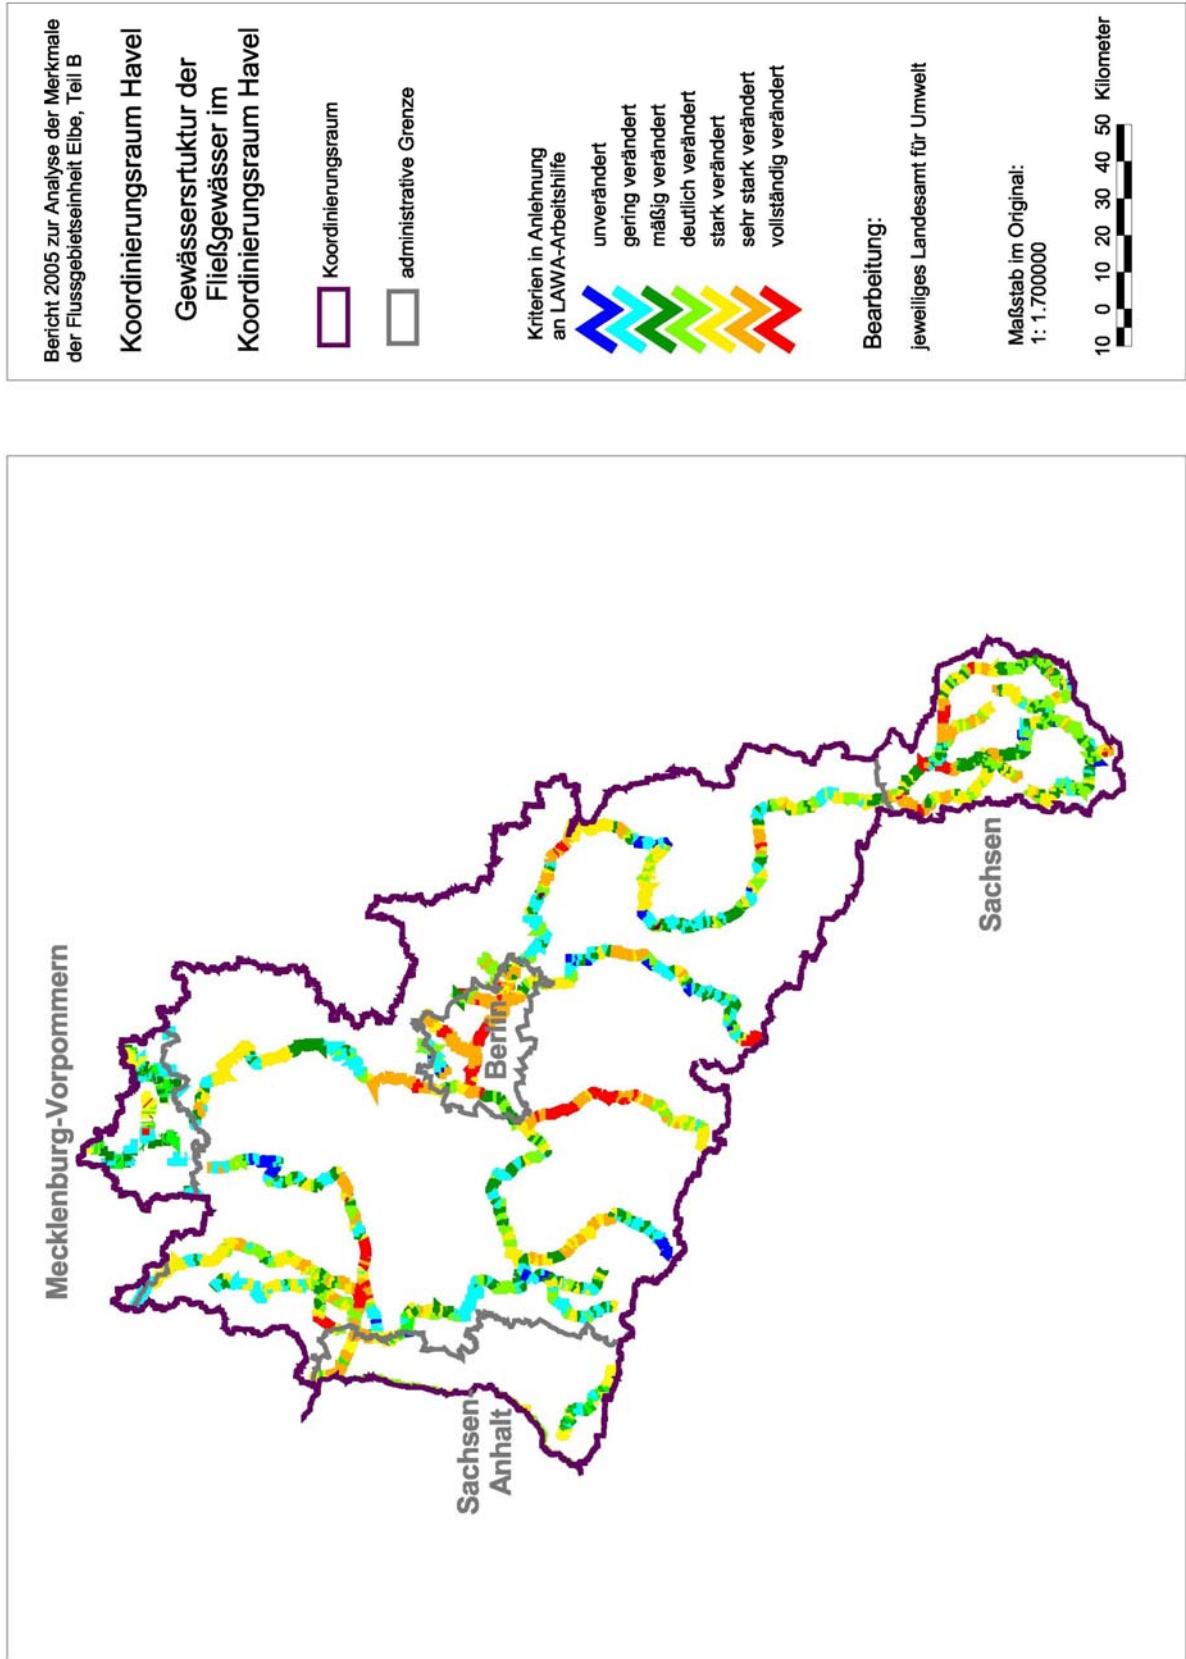 Bericht 2005 zur Analyse der Merkmale
der Flussgebietseinheit Elbe, Teil B
Koordinierungsraum Havel
Gewässersrtuktur der
Fließgewässer im
Koordinierungsraum Havel
Koordinierungsraum
administrative Grenze
Kriterien in Anlehnung
an LAWA-Arbeitshilfe
unverändert
gering verändert
mäßig verändert
deutlich verändert
stark verändert
sehr stark verändert
vollständig verändert
Bearbeitung:
jeweiliges Landesamt für Umwelt
Maßstab im Original:
1: 1.700000
10 0 10 20 30 40 50 Kilometer
Mecklenburg-Vorpommern
Berlin
Sachsen
Anhalt
Sachsen